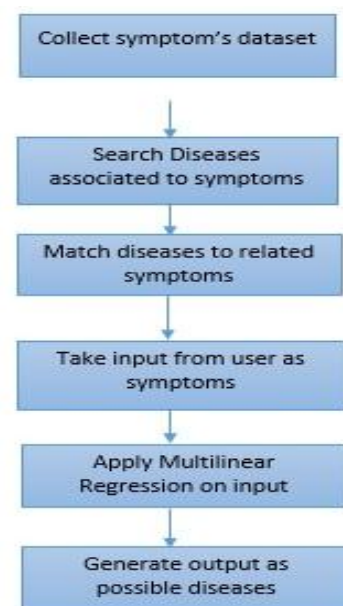 Collect symptom's dataset
Search Diseases
associated to symptoms
Match diseases to related
symptoms
Take input from user as
symptoms
Apply Multilinear
Regression on input
Generate output as
possible diseases